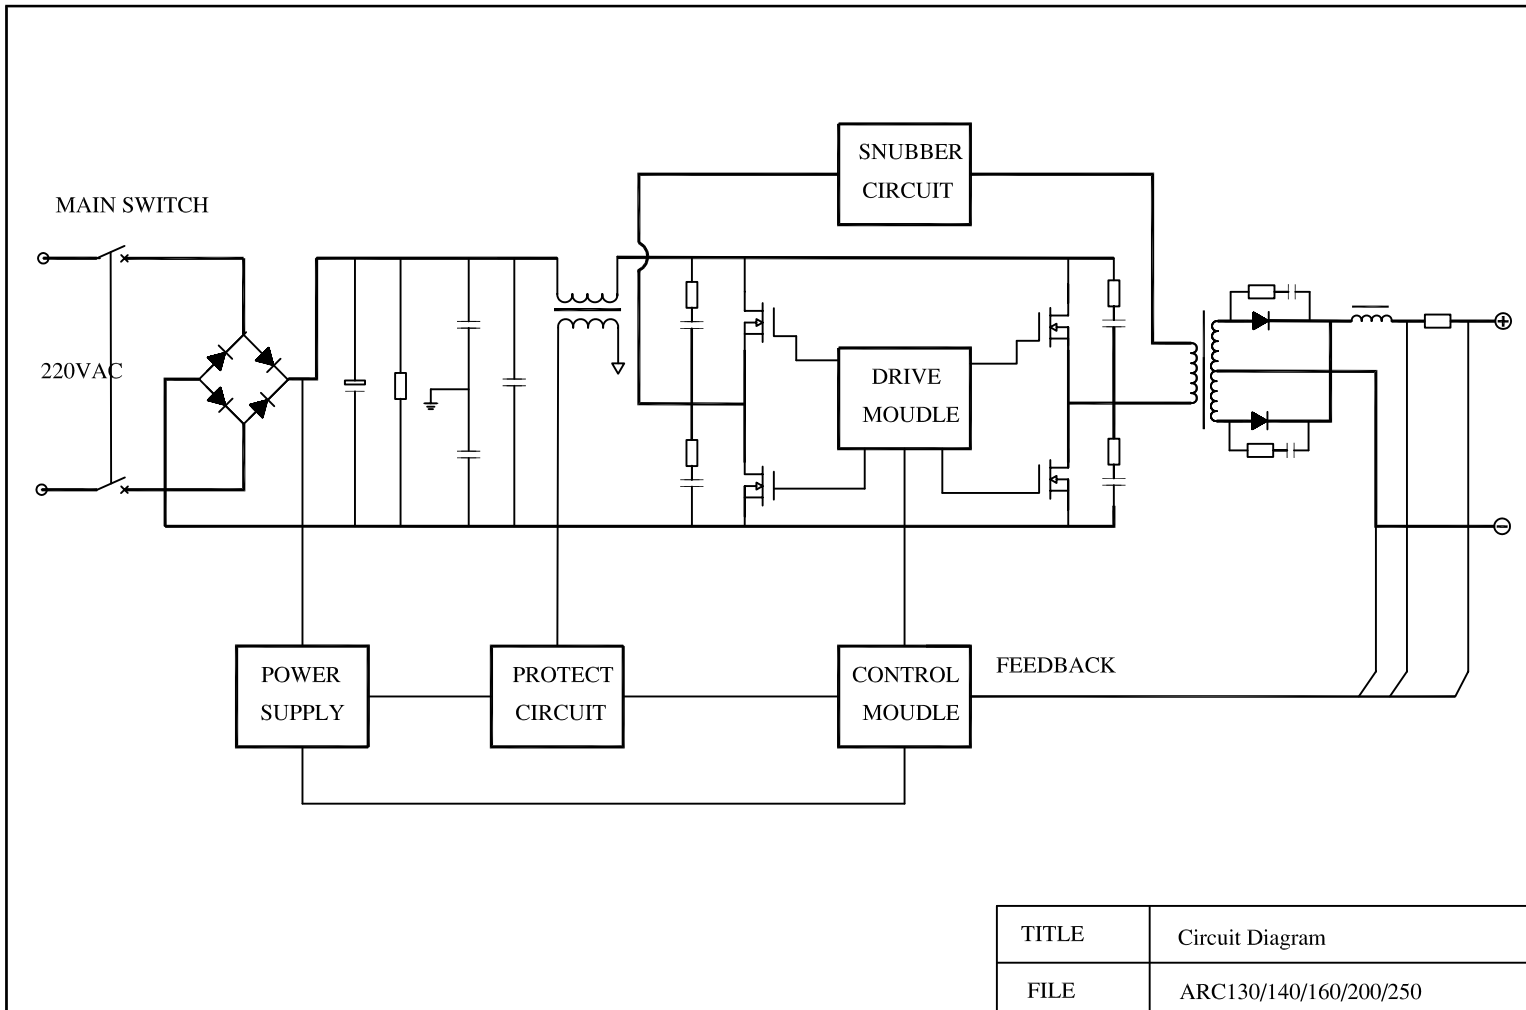 SNUBBER
CIRCUIT
MAIN SWITCH
220VAC
DRIVE
MOUDLE
POWER
SUPPLY
PROTECT
CIRCUIT
CONTROL
MOUDLE
FEEDBACK
TITLE
Circuit Diagram
FILE
ARC130/140/160/200/250